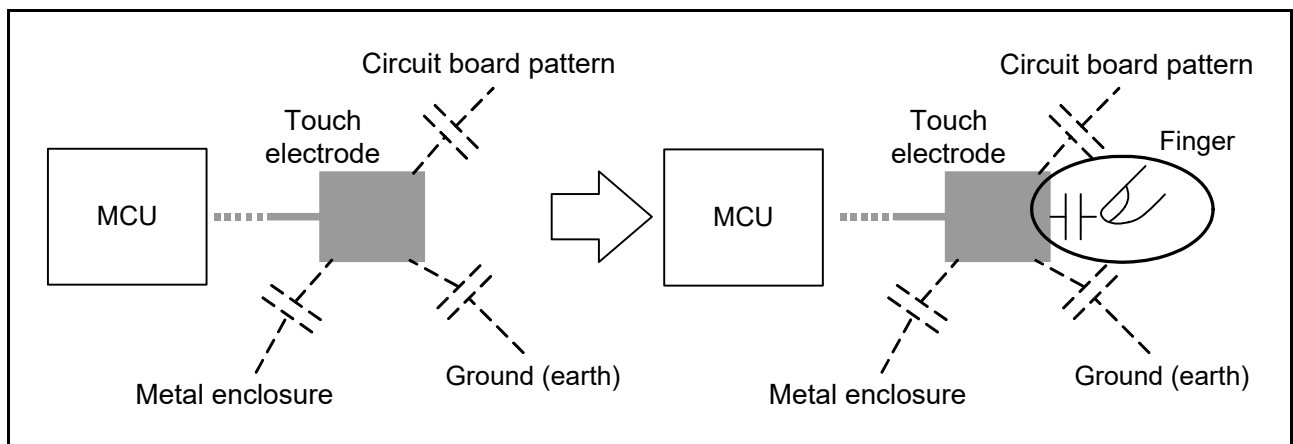 Circuit board pattern
Touch
electrode
MCU
Metal enclosure
Ground (earth)
Circuit board pattern
Touch
electrode
Finger
MCU
Metal enclosure
Ground (earth)